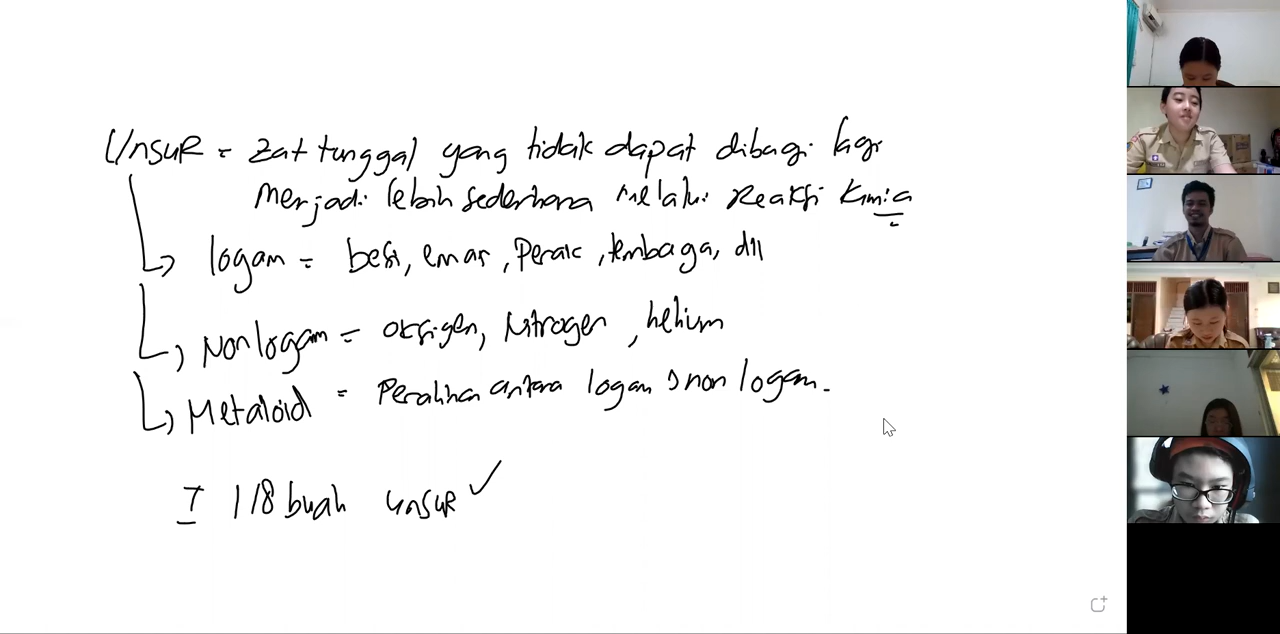 Unsur = zat tunggal yang tidak dapat dibagi lagi
menjadi lebih sederhana melalui Reaksi Kimia
logam = besi, emas, Perak, tembaga, dll
Nonlogam = oksigen, Nitrogen, helium
Metaloid = Peralihan antara logam & non logam.
± 118 buah unsur ✓